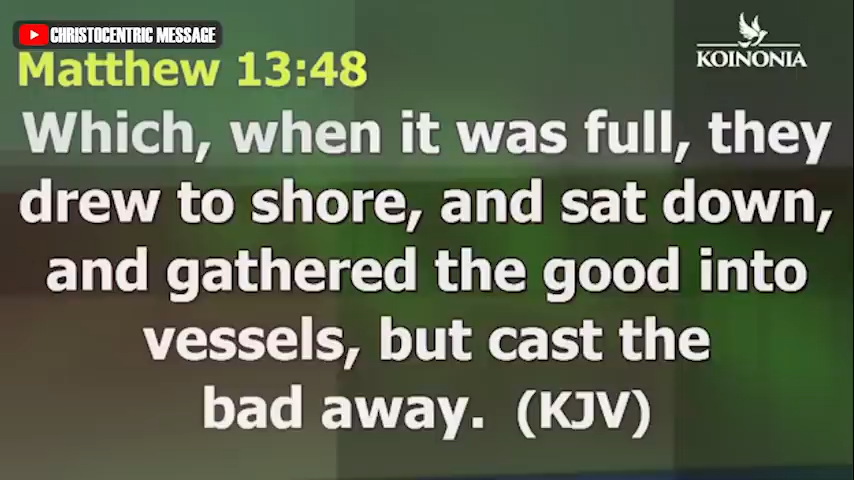 CHRISTOCENTRIC MESSAGE
KOINONIA
Matthew 13:48
Which, when it was full, they
drew to shore, and sat down,
and gathered the good into
vessels, but cast the
bad away. (KJV)